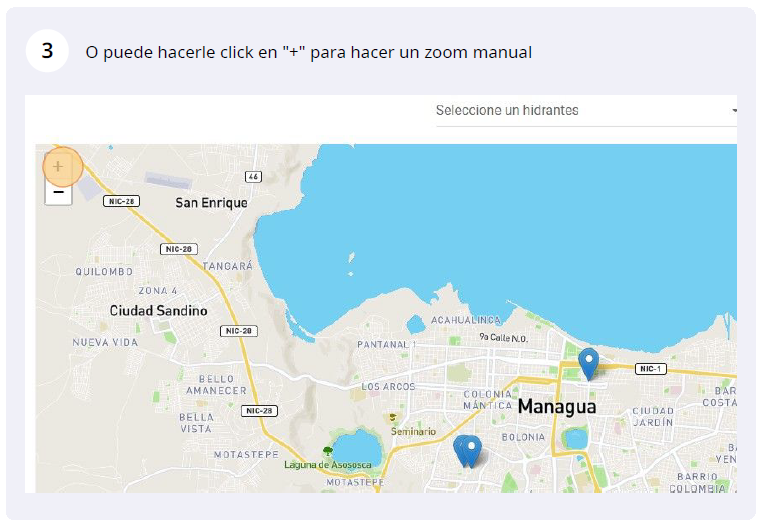 3
O puede hacerle click en "+" para hacer un zoom manual
Seleccione un hidrantes
+
−
46
NIC-28
San Enrique
NIC-28
TANGARÁ
QUILOMBO
ZONA 4
Ciudad Sandino
ACAHUALINCA
NIC-28
9a Calle N.O.
NUEVA VIDA
PANTANAL
NIC-1
BELLO
AMANECER
LOS ARCOS
COLONIA
MÁNTICA
Managua
BAR
COSTA
NIC-28
CIUDAD
JARDÍN
BELLA
VISTA
Seminario
BOLONIA
MOTASTEPE
Laguna de Asososca
BA
YEN
MOTASTEPE
BARRIO
COLOMBIA